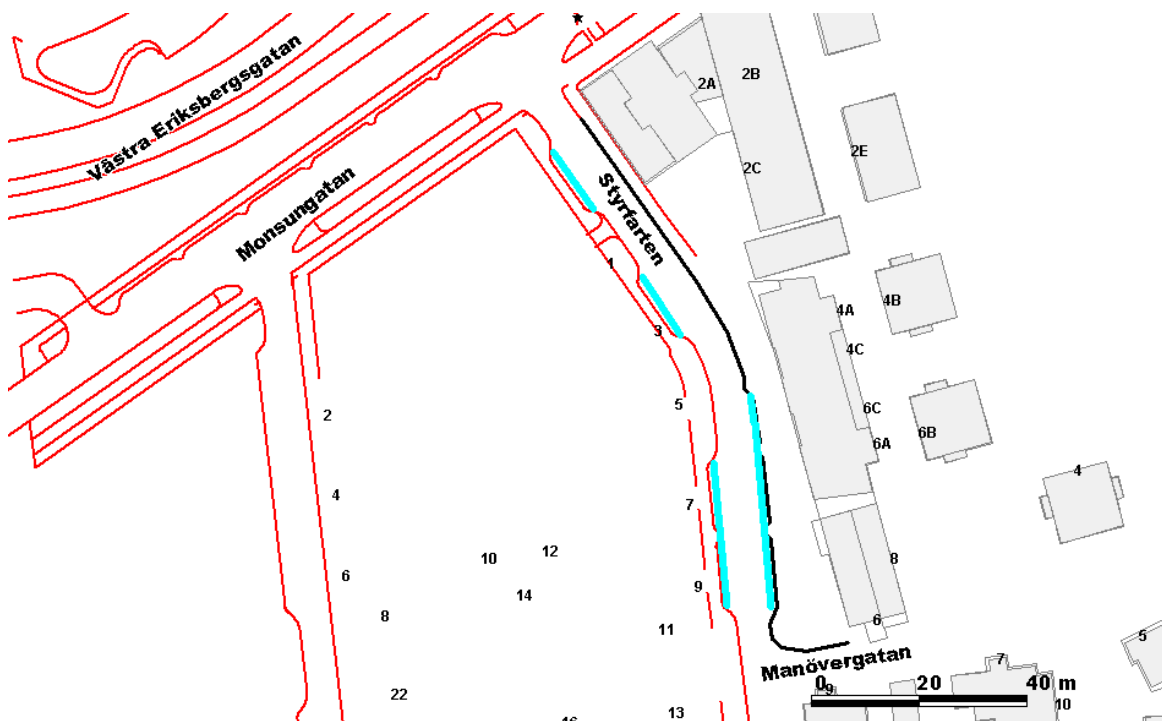 Västra Eriksbergsgatan
Monsungatan
Styrfarten
2A
2B
2C
2E
1
3
4A
4B
4C
6C
6A
6B
4
5
2
4
7
10
12
6
14
8
9
11
8
6
5
Manövergatan
7
0
20
40 m
9
10
22
13
16